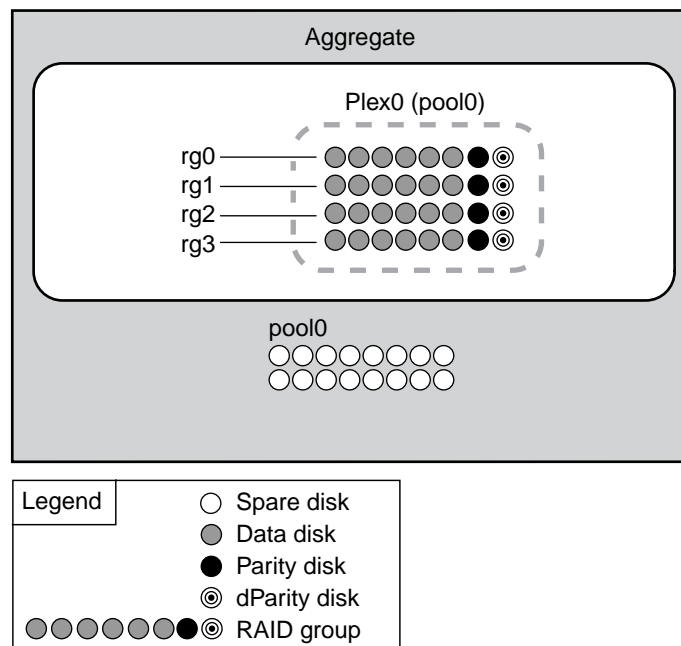 Aggregate
Plex0 (pool0)
rg0
rg1
rg2
rg3
pool0
Legend
Spare disk
Data disk
Parity disk
dParity disk
RAID group